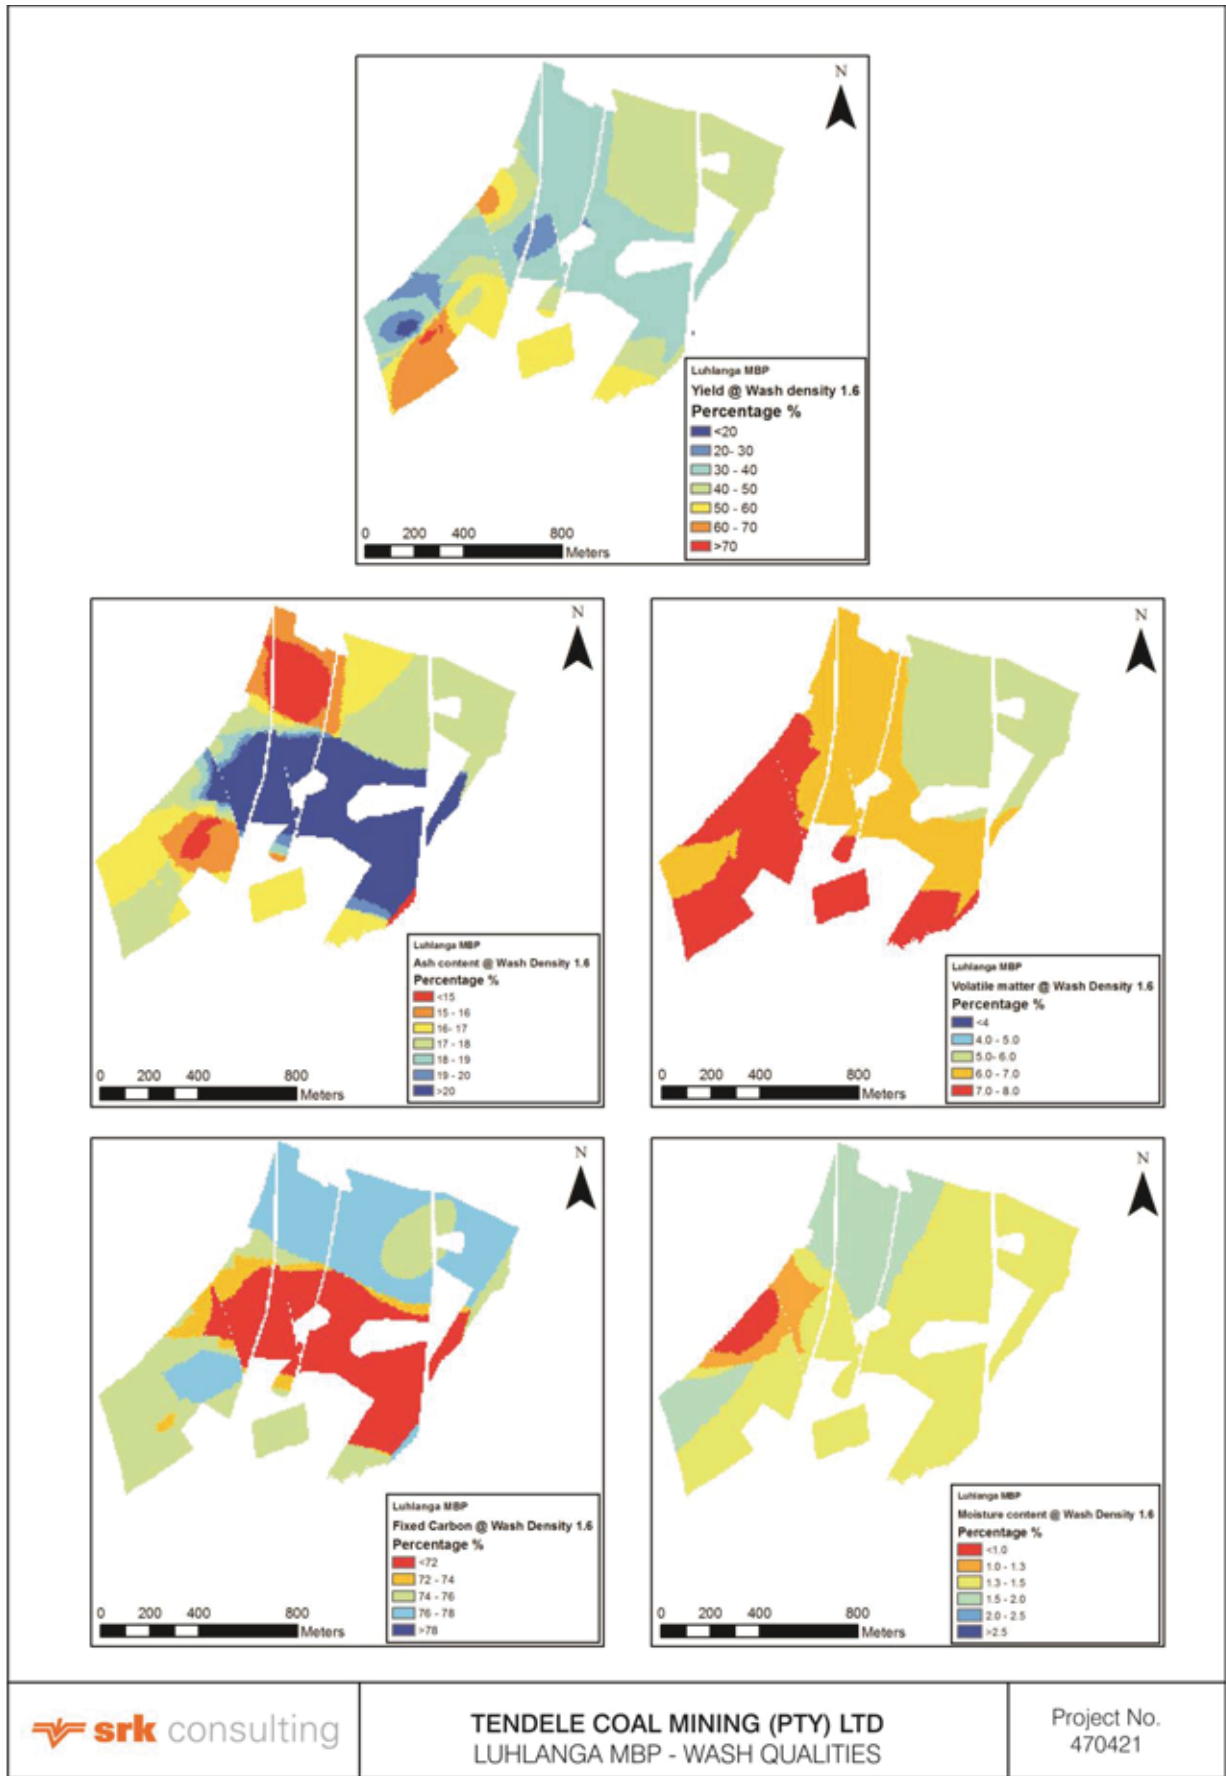 N
Luhlanga MBP
Yield @ Wash density 1.6
Percentage %
<20
20- 30
30 - 40
40 - 50
50 - 60
60 - 70
>70
0 200 400 800
Meters
N
Luhlanga MBP
Ash content @ Wash Density 1.6
Percentage %
<15
15 - 16
16- 17
17 - 18
18 - 19
19 - 20
>20
0 200 400 800
Meters
N
Luhlanga MBP
Volatile matter @ Wash Density 1.6
Percentage %
<4
4.0 - 5.0
5.0- 6.0
6.0 - 7.0
7.0 - 8.0
0 200 400 800
Meters
N
Luhlanga MBP
Fixed Carbon @ Wash Density 1.6
Percentage %
<72
72 - 74
74 - 76
76 - 78
>78
0 200 400 800
Meters
N
Luhlanga MBP
Moisture content @ Wash Density 1.6
Percentage %
<1.0
1.0 - 1.3
1.3 - 1.5
1.5 - 2.0
2.0 - 2.5
>2.5
0 200 400 800
Meters
srk consulting
TENDELE COAL MINING (PTY) LTD
LUHLANGA MBP - WASH QUALITIES
Project No.
470421